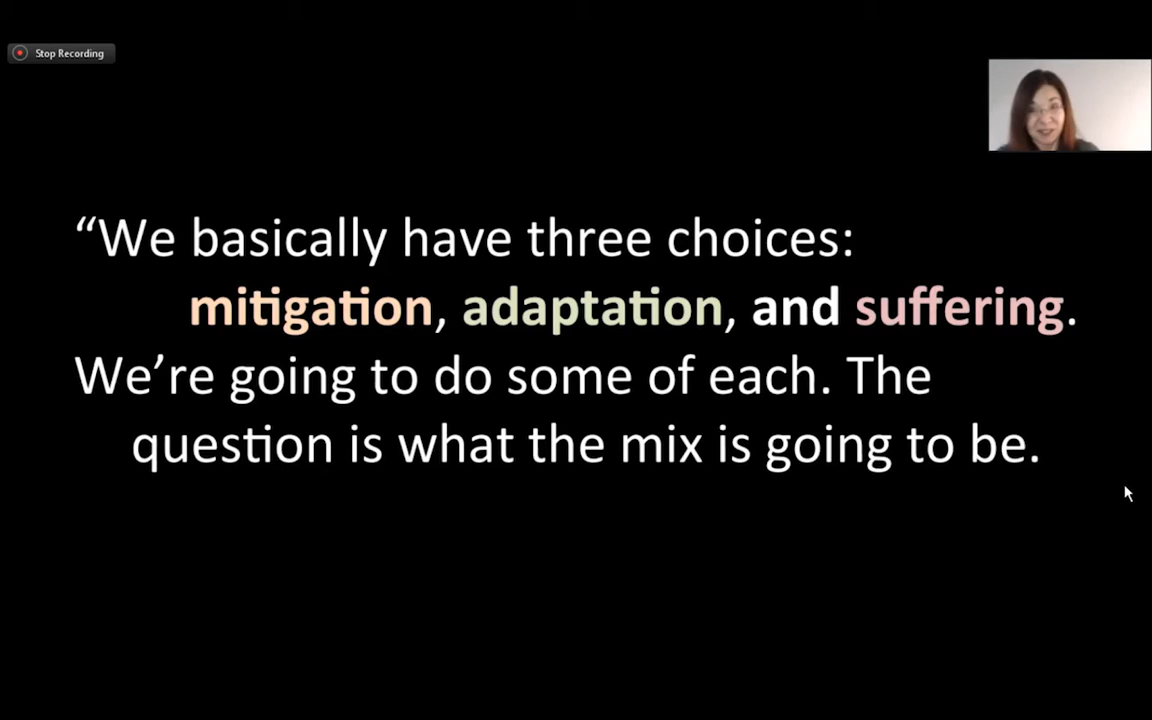 Stop Recording
“We basically have three choices:
mitigation, adaptation, and suffering.
We’re going to do some of each. The
question is what the mix is going to be.